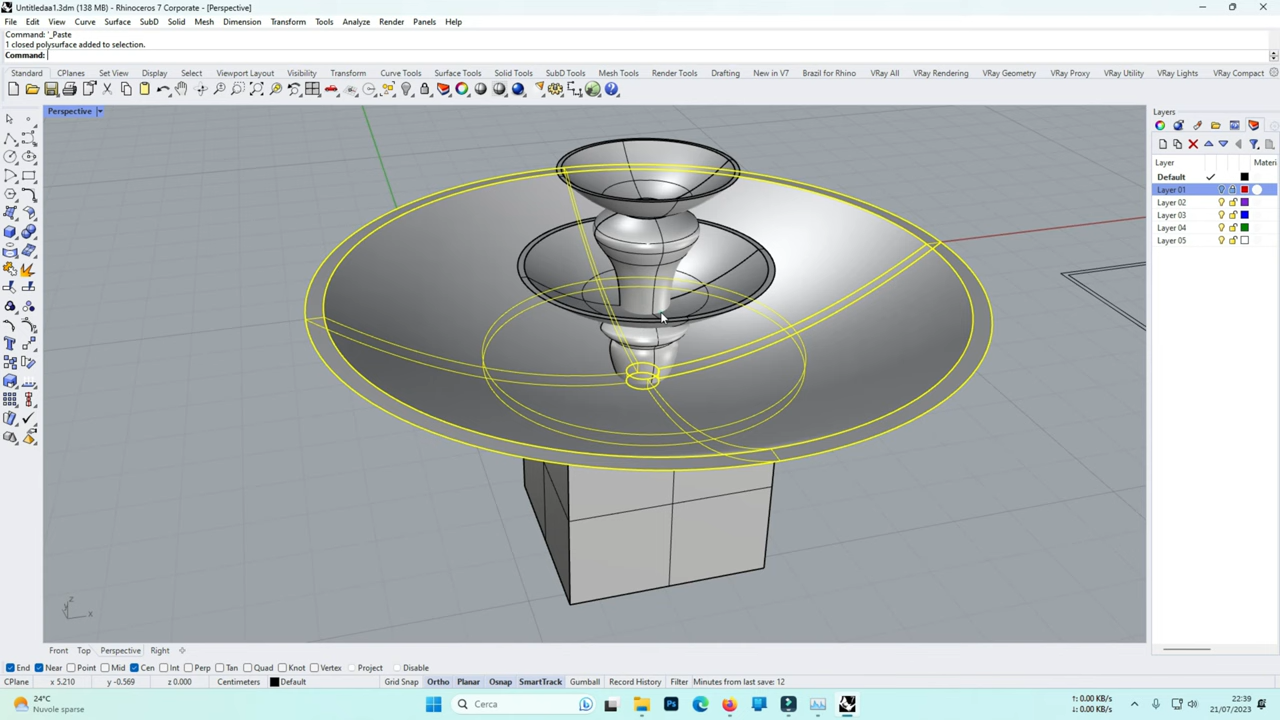 Untitledaa1.3dm (138 MB) - Rhinoceros 7 Corporate - [Perspective]
File Edit View Curve Surface SubD Solid Mesh Dimension Transform Tools Analyze Render Panels Help
Command: '_Paste
1 closed polysurface added to selection.
Command:
Standard CPlanes Set View Display Select Viewport Layout Visibility Transform Curve Tools Surface Tools Solid Tools SubD Tools Mesh Tools Render Tools Drafting New in V7 Brazil for Rhino VRay All VRay Rendering VRay Geometry VRay Proxy VRay Utility VRay Lights VRay Compact
Perspective
Layers
Layer Materi
Default
Layer 01
Layer 02
Layer 03
Layer 04
Layer 05
z
y
x
Front Top Perspective Right
End Near Point Mid Cen Int Perp Tan Quad Knot Vertex Project Disable
CPlane x 5.210 y -0.569 z 0.000 Centimeters Default Grid Snap Ortho Planar Osnap SmartTrack Gumball Record History Filter Minutes from last save: 12
24°C
Nuvole sparse
Cerca
↑: 0.00 KB/s
↓: 0.00 KB/s
22:39
21/07/2023